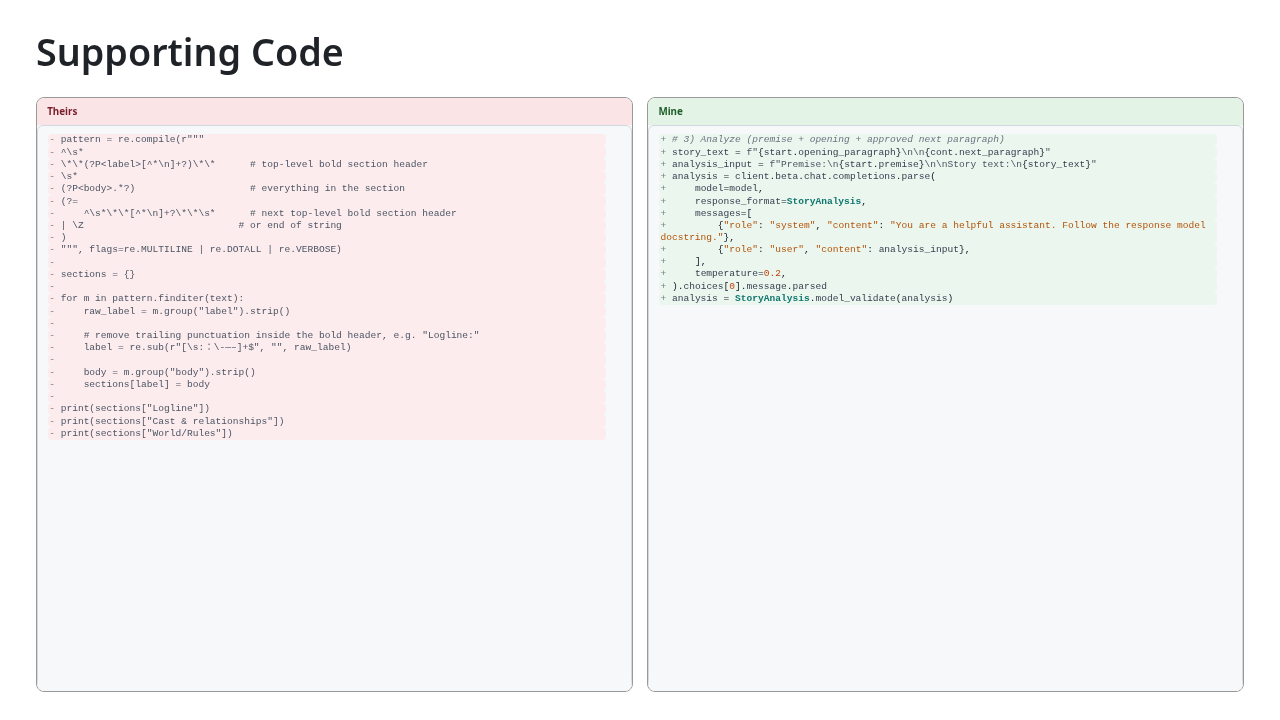 Supporting Code
Theirs
- pattern = re.compile(r"""
- ^\s*
- \*\*(?P<label>[^*\n]+?)\*\*      # top-level bold section header
- \s*
- (?P<body>.*?)                    # everything in the section
- (?=
-     ^\s*\*\*[^*\n]+?\*\*\s*      # next top-level bold section header
- | \Z                           # or end of string
- )
- """, flags=re.MULTILINE | re.DOTALL | re.VERBOSE)
-
- sections = {}
-
- for m in pattern.finditer(text):
-     raw_label = m.group("label").strip()
-
-     # remove trailing punctuation inside the bold header, e.g. "Logline:"
-     label = re.sub(r"[\s:：\-—–]+$", "", raw_label)
-
-     body = m.group("body").strip()
-     sections[label] = body
-
- print(sections["Logline"])
- print(sections["Cast & relationships"])
- print(sections["World/Rules"])
Mine
+ # 3) Analyze (premise + opening + approved next paragraph)
+ story_text = f"{start.opening_paragraph}\n\n{cont.next_paragraph}"
+ analysis_input = f"Premise:\n{start.premise}\n\nStory text:\n{story_text}"
+ analysis = client.beta.chat.completions.parse(
+     model=model,
+     response_format=StoryAnalysis,
+     messages=[
+         {"role": "system", "content": "You are a helpful assistant. Follow the response model
docstring."},
+         {"role": "user", "content": analysis_input},
+     ],
+     temperature=0.2,
+ ).choices[0].message.parsed
+ analysis = StoryAnalysis.model_validate(analysis)